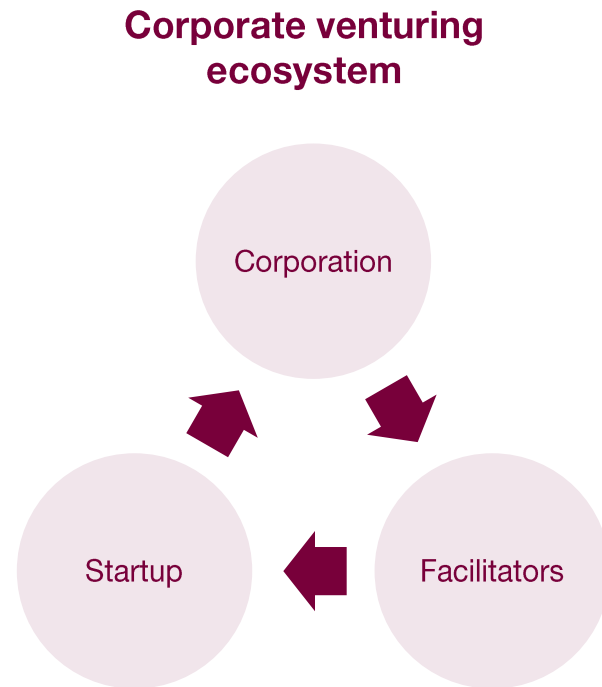 Corporate venturing
ecosystem
Corporation
Startup
Facilitators